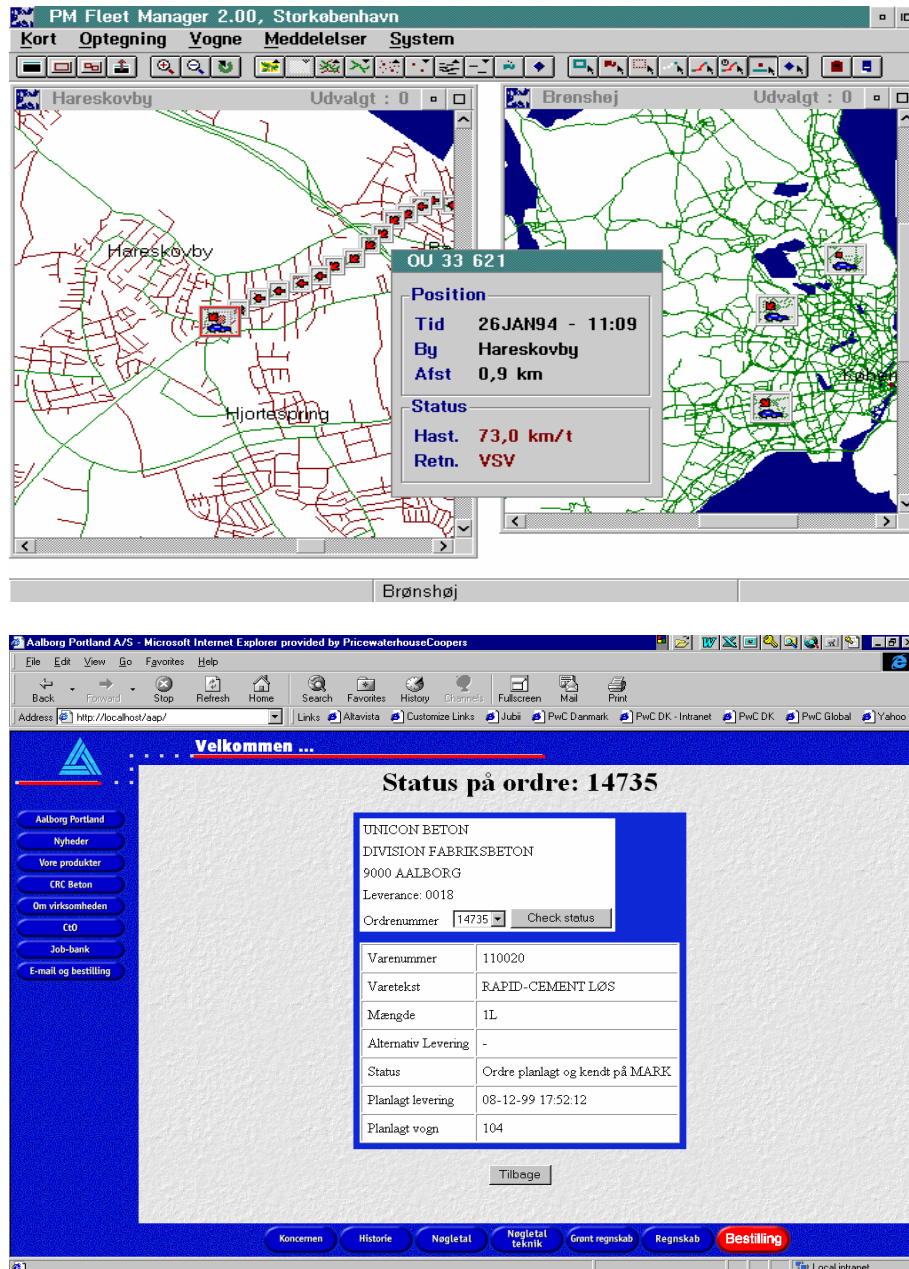 PM Fleet Manager 2.00, Storkøbenhavn
Kort Optegning Vogne Meddelelser System
Hareskovby Udvalgt : 0
Brønshøj Udvalgt : 0
Hareskovby
Hjortespring
OU 33 621
Position
Tid 26JAN94 - 11:09
By Hareskovby
Afst 0,9 km
Status
Hast. 73,0 km/t
Retn. VSV
Brønshøj
Aalborg Portland A/S - Microsoft Internet Explorer provided by PricewaterhouseCoopers
File Edit View Go Favorites Help
Back Forward Stop Refresh Home Search Favorites History Channels Fullscreen Mail Print
Address http://localhost/aap/ Links Altavista Customize Links Jubii PwC Danmark PwC DK - Intranet PwC DK PwC Global Yahoo
Velkommen ...
Status på ordre: 14735
Aalborg Portland
Nyheder
Vore produkter
CRC Beton
Om virksomheden
CtO
Job-bank
E-mail og bestilling
UNICON BETON
DIVISION FABRIKSBETON
9000 AALBORG
Leverance: 0018
Ordrenummer 14735 Check status
Varenummer 110020
Varetekst RAPID-CEMENT LØS
Mængde 1L
Alternativ Levering -
Status Ordre planlagt og kendt på MARK
Planlagt levering 08-12-99 17:52:12
Planlagt vogn 104
Tilbage
Koncernen Historie Nøgletal Nøgletal teknik Grønt regnskab Regnskab Bestilling
Local intranet